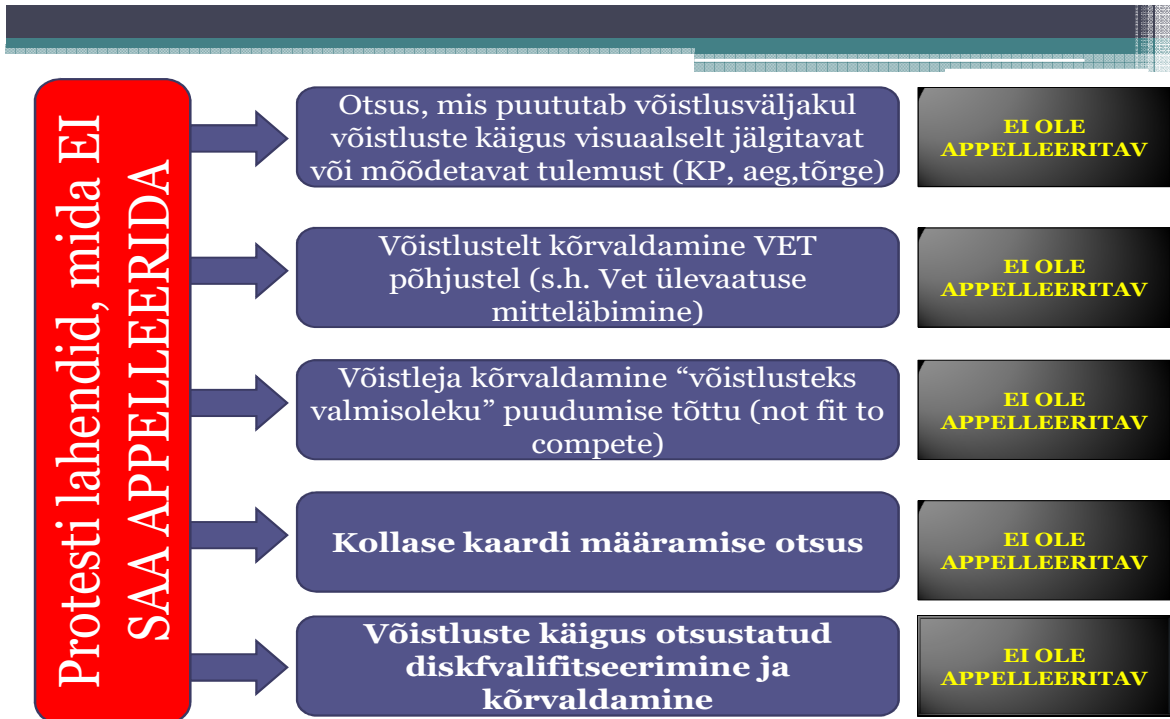 Protesti lahendid, mida EI
SAA APPELLEERIDA
Otsus, mis puututab võistlusväljakul
võistluste käigus visuaalselt jälgitavat
või mõõdetavat tulemust (KP, aeg,tõrge)
EI OLE
APPELLEERITAV
Võistlustelt kõrvaldamine VET
põhjustel (s.h. Vet ülevaatuse
mitteläbimine)
EI OLE
APPELLEERITAV
Võistleja kõrvaldamine “võistlusteks
valmisoleku” puudumise tõttu (not fit to
compete)
EI OLE
APPELLEERITAV
Kollase kaardi määramise otsus
EI OLE
APPELLEERITAV
Võistluste käigus otsustatud
diskfvalifitseerimine ja
kõrvaldamine
EI OLE
APPELLEERITAV